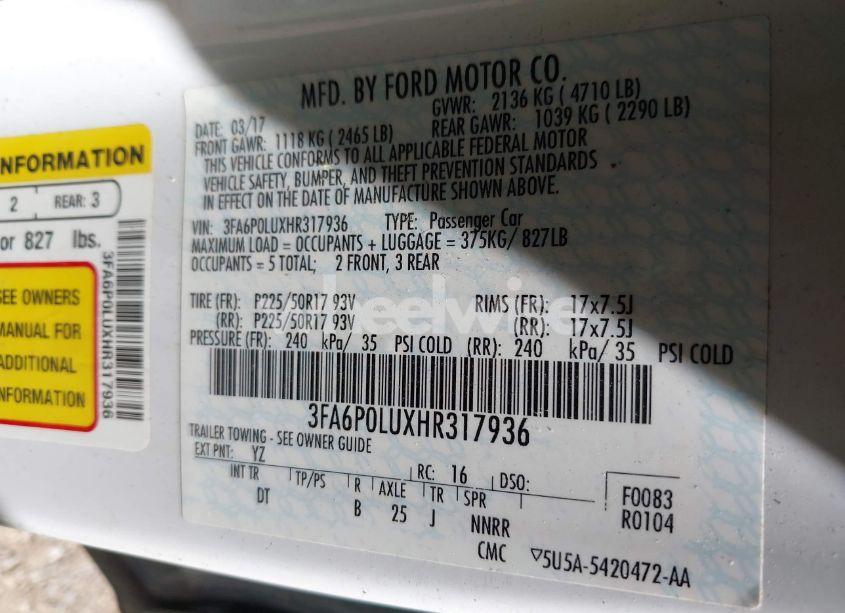 MFD. BY FORD MOTOR CO.
DATE: 03/17 GVWR: 2136 KG ( 4710 LB)
FRONT GAWR: 1118 KG ( 2465 LB) REAR GAWR: 1039 KG ( 2290 LB)
THIS VEHICLE CONFORMS TO ALL APPLICABLE FEDERAL MOTOR
VEHICLE SAFETY, BUMPER, AND THEFT PREVENTION STANDARDS
IN EFFECT ON THE DATE OF MANUFACTURE SHOWN ABOVE.
VIN: 3FA6P0LUXHR317936 TYPE: Passenger Car
MAXIMUM LOAD = OCCUPANTS + LUGGAGE = 375KG/ 827LB
OCCUPANTS = 5 TOTAL; 2 FRONT, 3 REAR
TIRE (FR): P225/50R17 93V RIMS (FR): 17x7.5J
(RR): P225/50R17 93V (RR): 17x7.5J
PRESSURE (FR): 240 kPa/ 35 PSI COLD (RR): 240 kPa/ 35 PSI COLD
3FA6P0LUXHR317936
TRAILER TOWING - SEE OWNER GUIDE
EXT PNT: YZ RC: 16 DSO:
INT TR TP/PS R AXLE TR SPR
DT B 25 J NNRR
F0083
R0104
CMC ▽5U5A-5420472-AA
NFORMATION
2 REAR: 3
or 827 lbs.
SEE OWNERS
MANUAL FOR
ADDITIONAL
NFORMATION
3FA6P0LUXHR317936